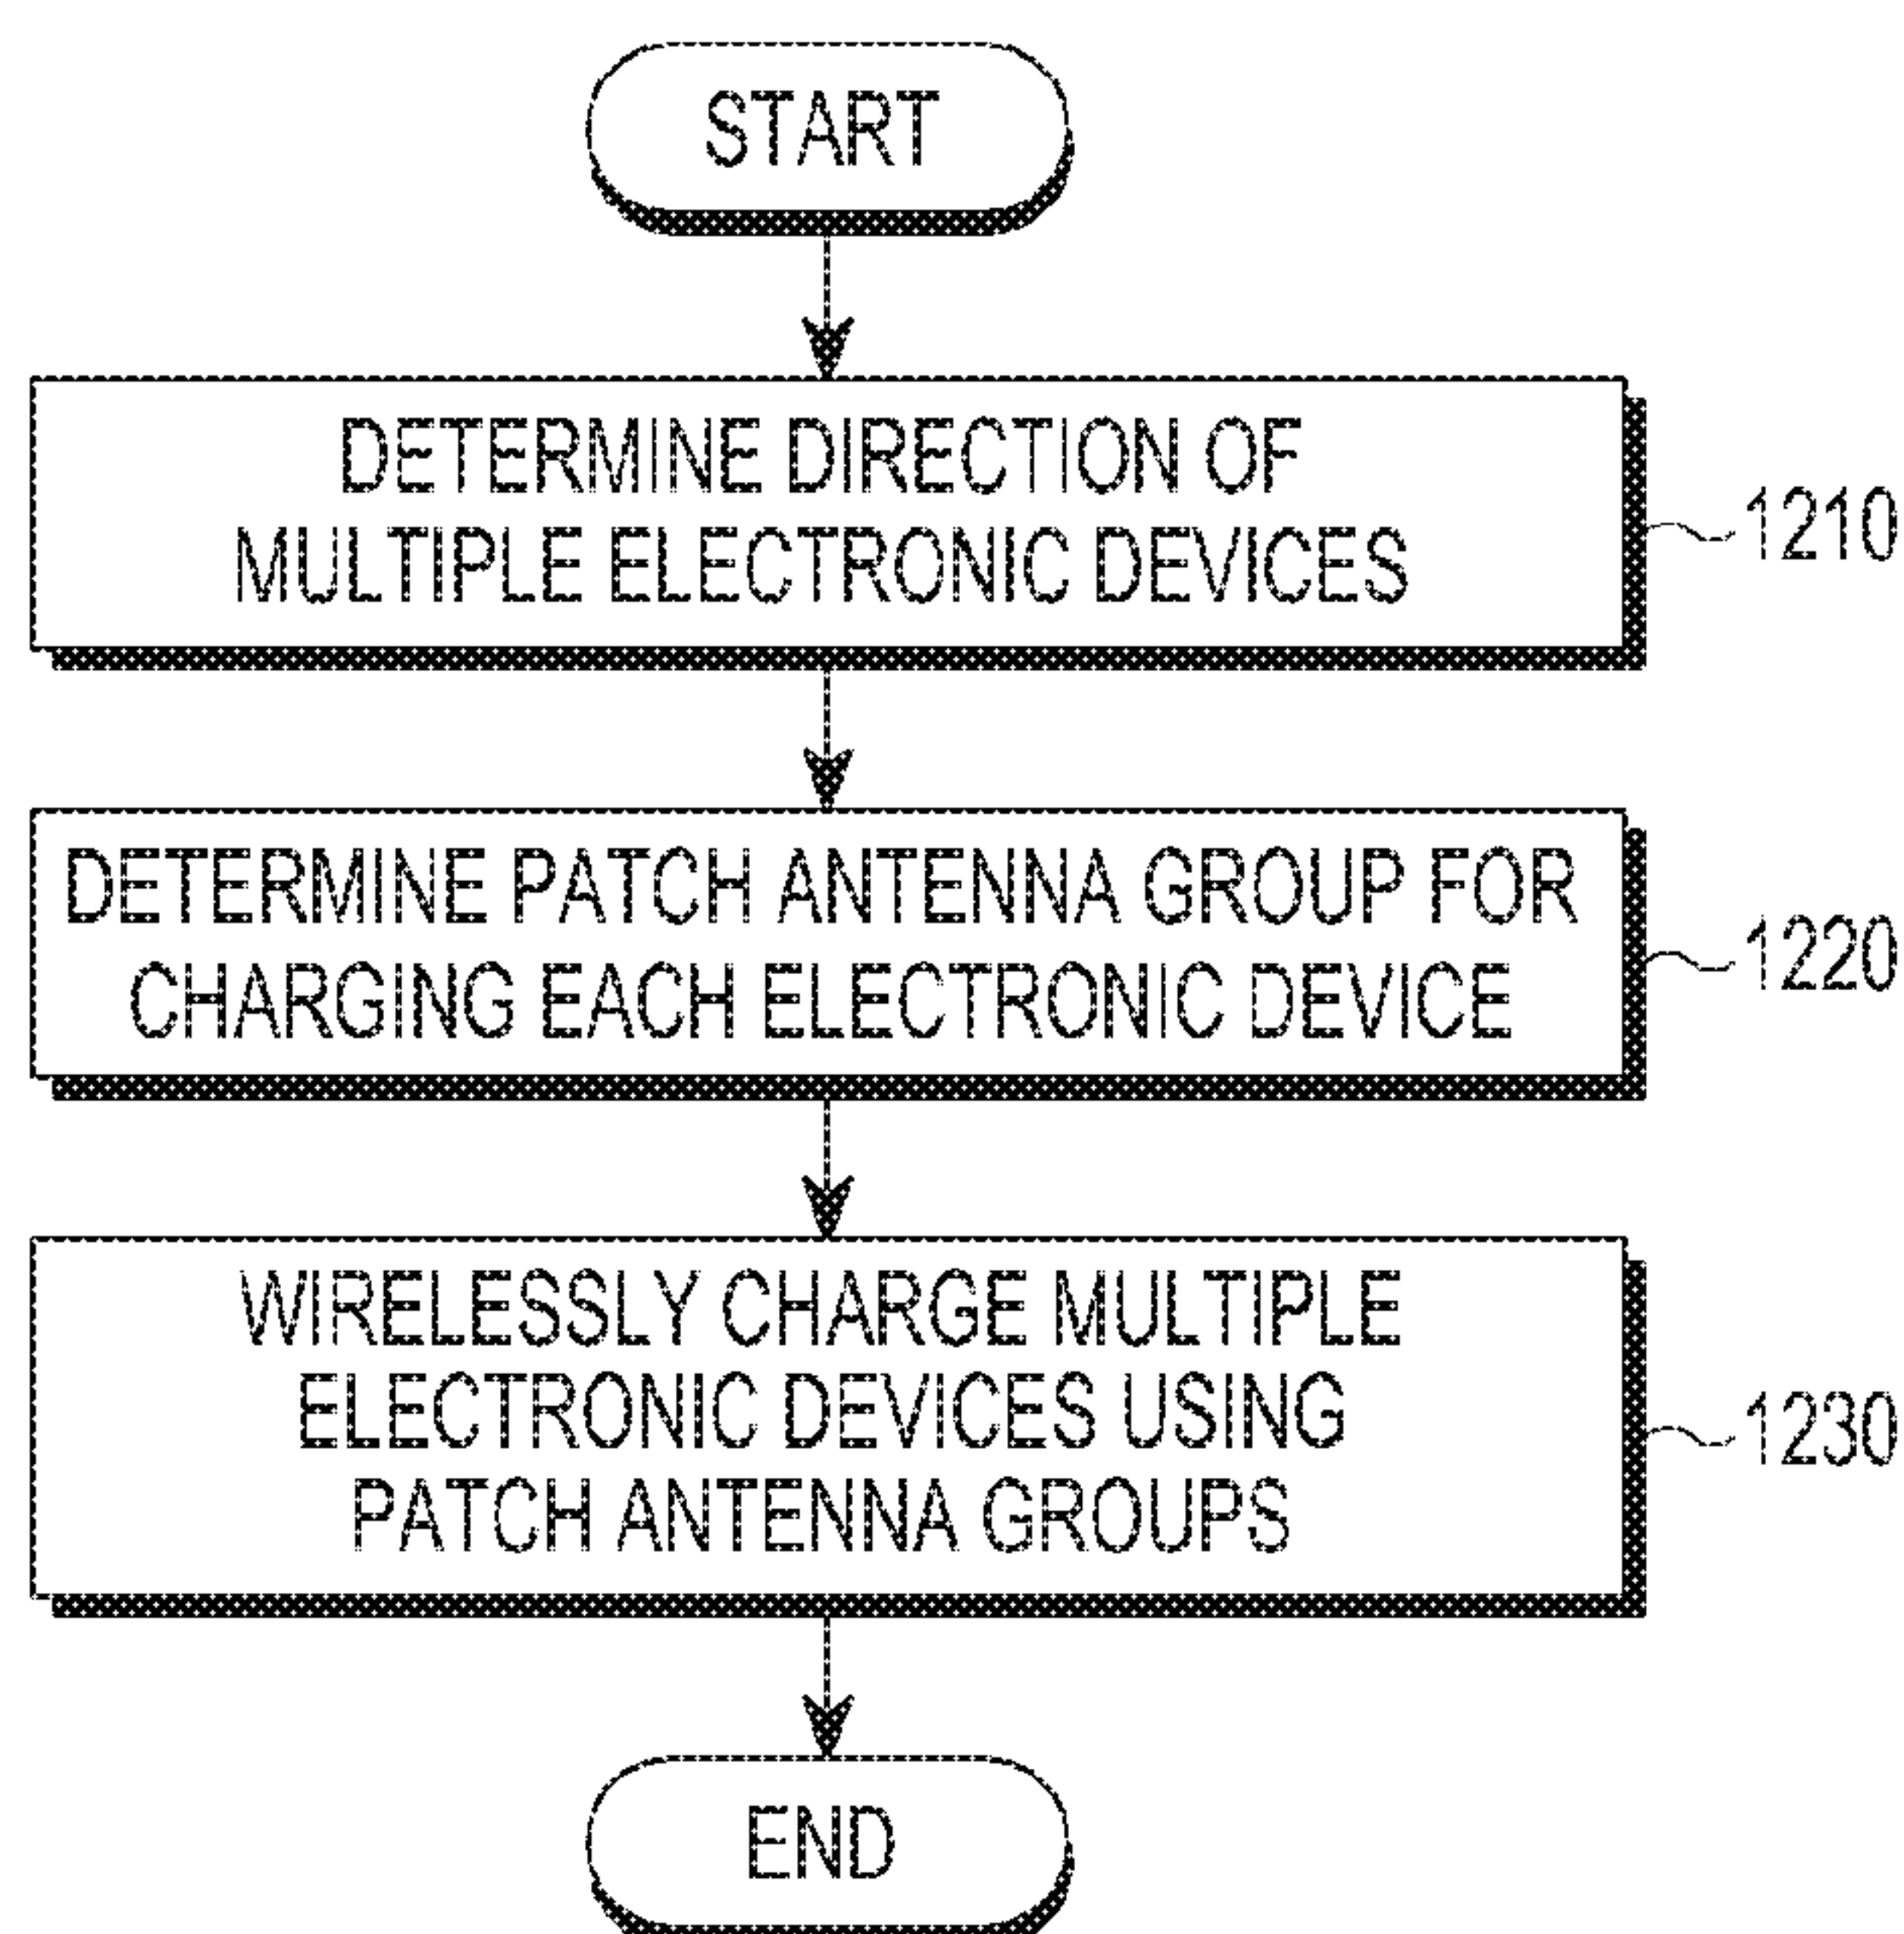 START
DETERMINE DIRECTION OF
MULTIPLE ELECTRONIC DEVICES
1210
DETERMINE PATCH ANTENNA GROUP FOR
CHARGING EACH ELECTRONIC DEVICE
1220
WIRELESSLY CHARGE MULTIPLE
ELECTRONIC DEVICES USING
PATCH ANTENNA GROUPS
1230
END